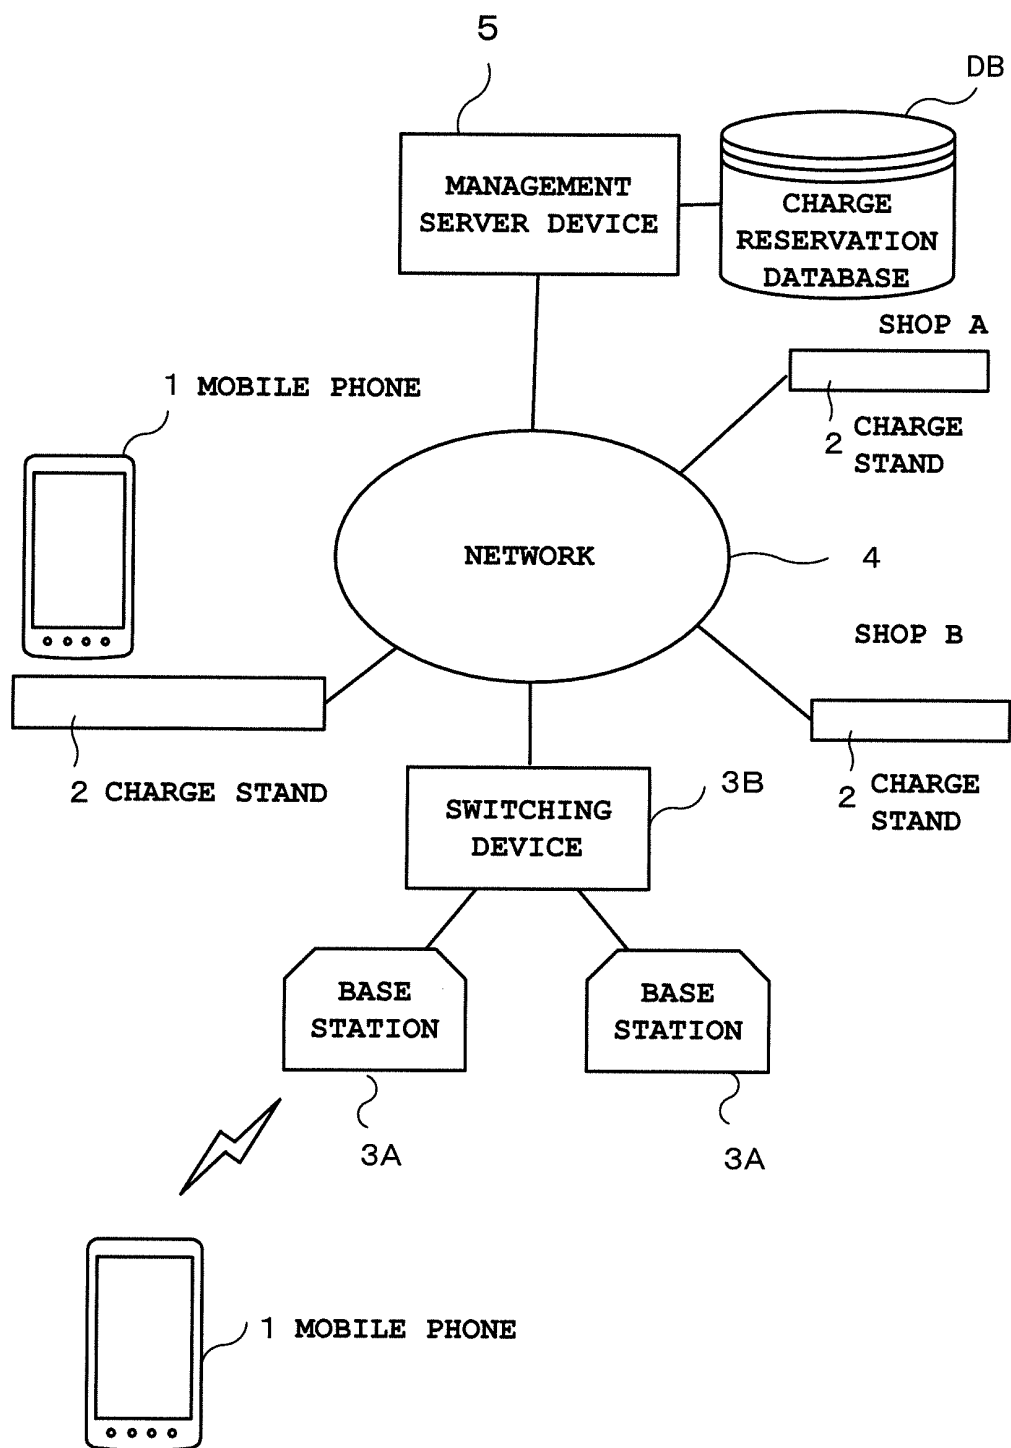 5
DB
MANAGEMENT
SERVER DEVICE
CHARGE
RESERVATION
DATABASE
SHOP A
1 MOBILE PHONE
2 CHARGE
STAND
NETWORK
4
SHOP B
2 CHARGE STAND
3B
2 CHARGE
STAND
SWITCHING
DEVICE
BASE
STATION
BASE
STATION
3A
3A
1 MOBILE PHONE